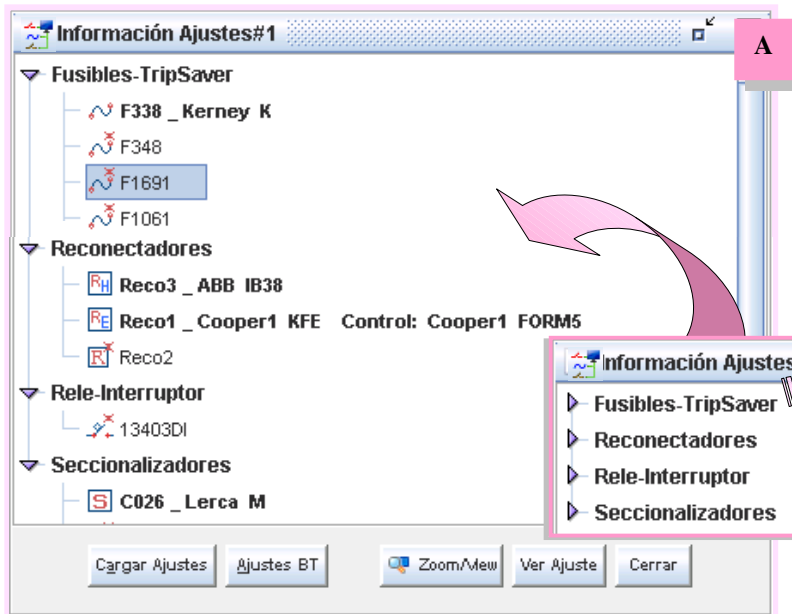 Información Ajustes#1
A
Fusibles-TripSaver
F338 _ Kerney K
F348
F1691
F1061
Reconectadores
RH Reco3 _ ABB IB38
RE Reco1 _ Cooper1 KFE Control: Cooper1 FORM5
R Reco2
Rele-Interruptor
13403DI
Seccionalizadores
S C026 _ Lerca M
Información Ajustes
Fusibles-TripSaver
Reconectadores
Rele-Interruptor
Seccionalizadores
Cargar Ajustes Ajustes BT Zoom/View Ver Ajuste Cerrar